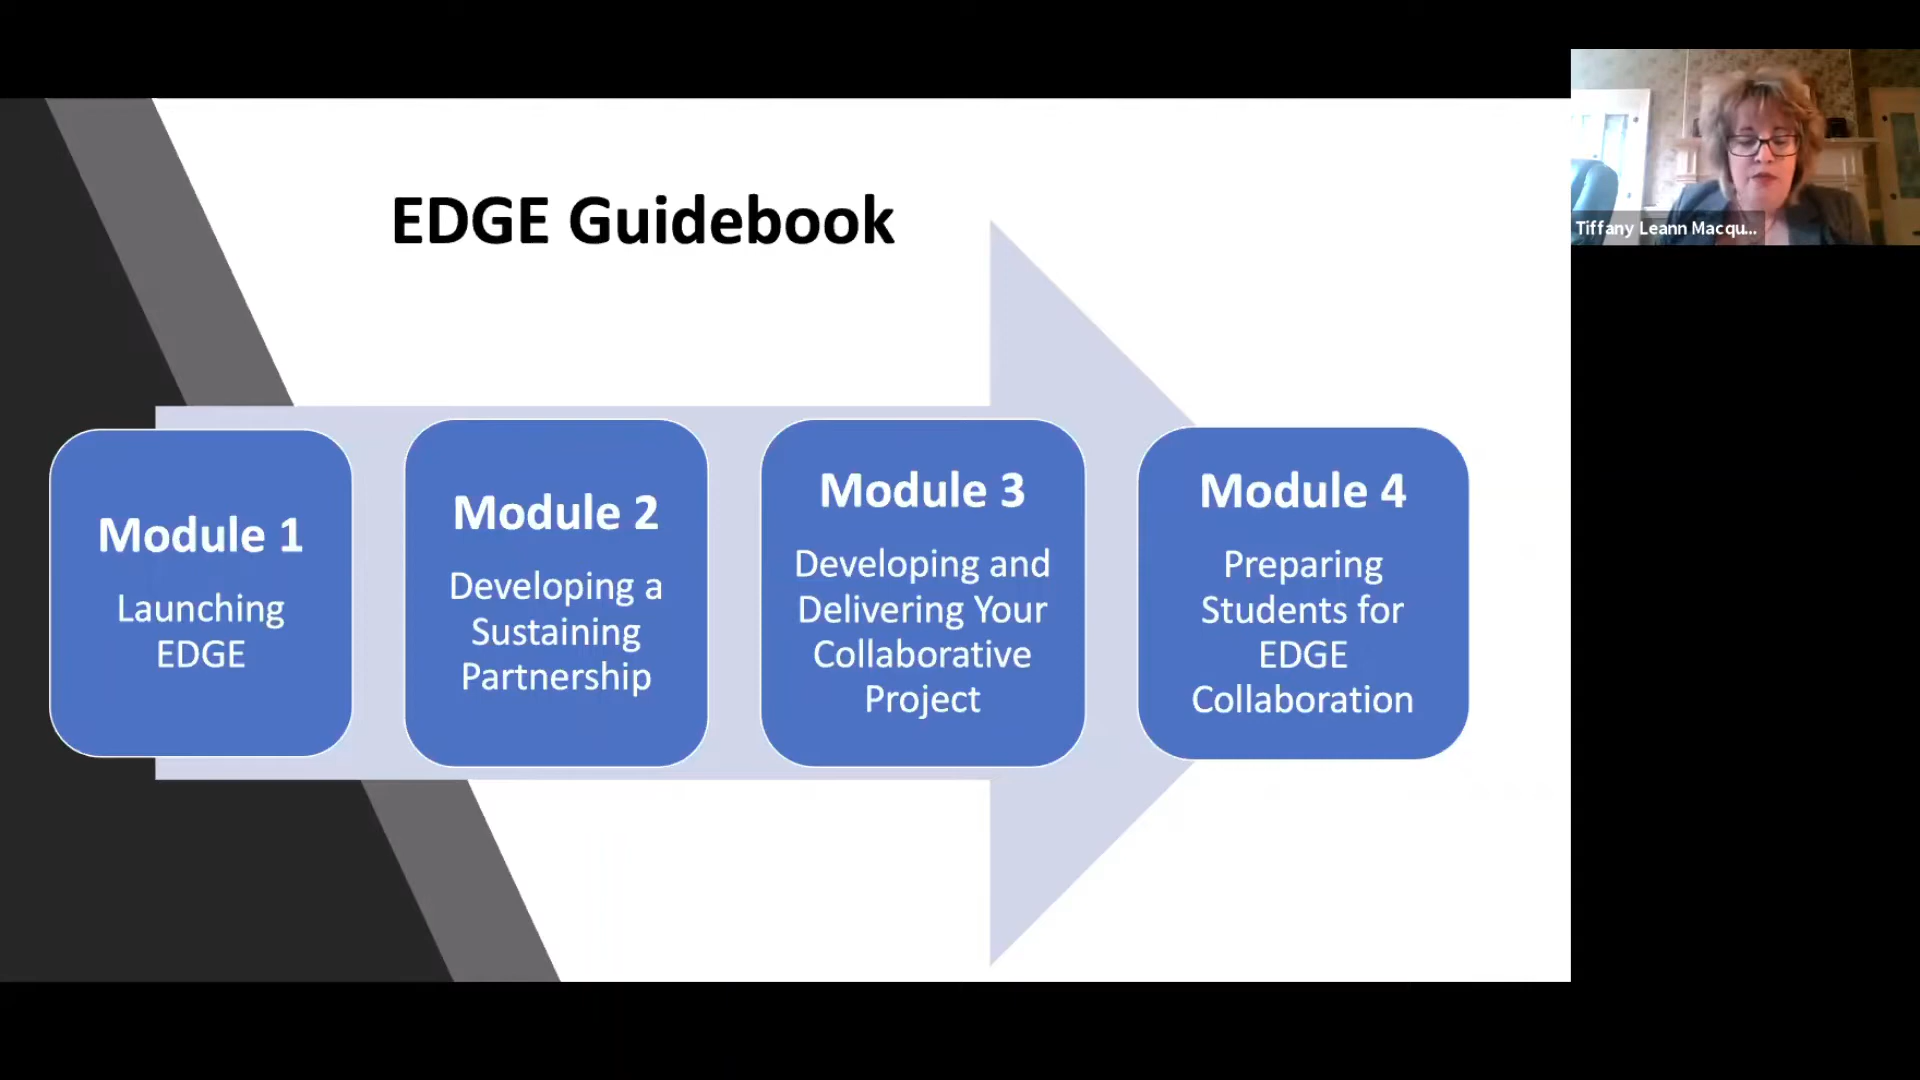 EDGE Guidebook
Module 1
Launching
EDGE
Module 2
Developing a
Sustaining
Partnership
Module 3
Developing and
Delivering Your
Collaborative
Project
Module 4
Preparing
Students for
EDGE
Collaboration
Tiffany Leann Macqu...